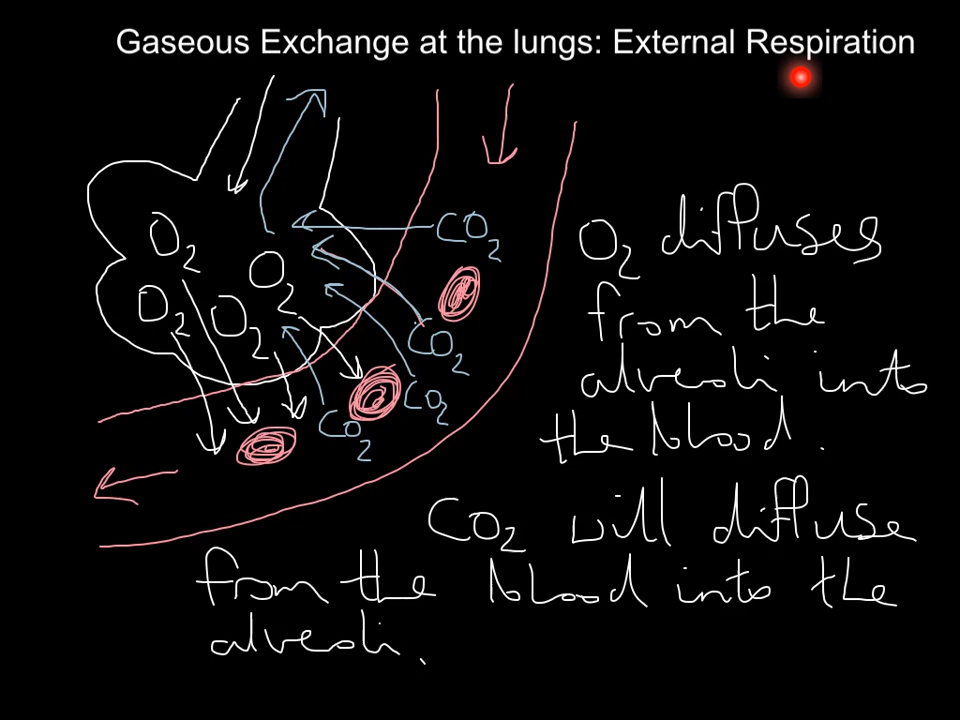 Gaseous Exchange at the lungs: External Respiration
O2
O2
O2
O2
CO2
CO2
CO2
CO2
O2 diffuses
from the
alveoli into
the blood.
CO2 will diffuse
from the blood into the
alveoli.